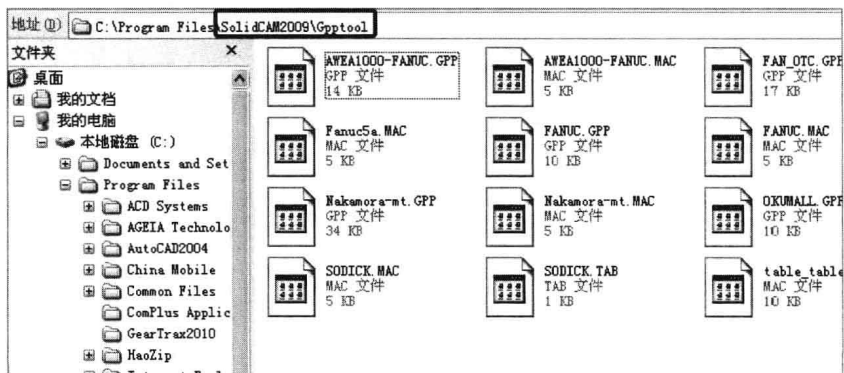 地址(D) C:\Program Files\SolidCAM2009\Gpptool
文件夹 ×
桌面
我的文档
我的电脑
本地磁盘 (C:)
Documents and Set
Program Files
ACD Systems
AGEIA Technolo
AutoCAD2004
China Mobile
Common Files
ComPlus Applic
GearTrax2010
HaoZip
AWEA1000-FANUC.GPP
GPP 文件
14 KB
AWEA1000-FANUC.MAC
MAC 文件
5 KB
FAN_OTC.GPP
GPP 文件
17 KB
Fanuc5a.MAC
MAC 文件
5 KB
FANUC.GPP
GPP 文件
10 KB
FANUC.MAC
MAC 文件
5 KB
Nakamora-mt.GPP
GPP 文件
34 KB
Nakamora-mt.MAC
MAC 文件
5 KB
OKUMALL.GPP
GPP 文件
10 KB
SODICK.MAC
MAC 文件
5 KB
SODICK.TAB
TAB 文件
1 KB
table_table
MAC 文件
10 KB